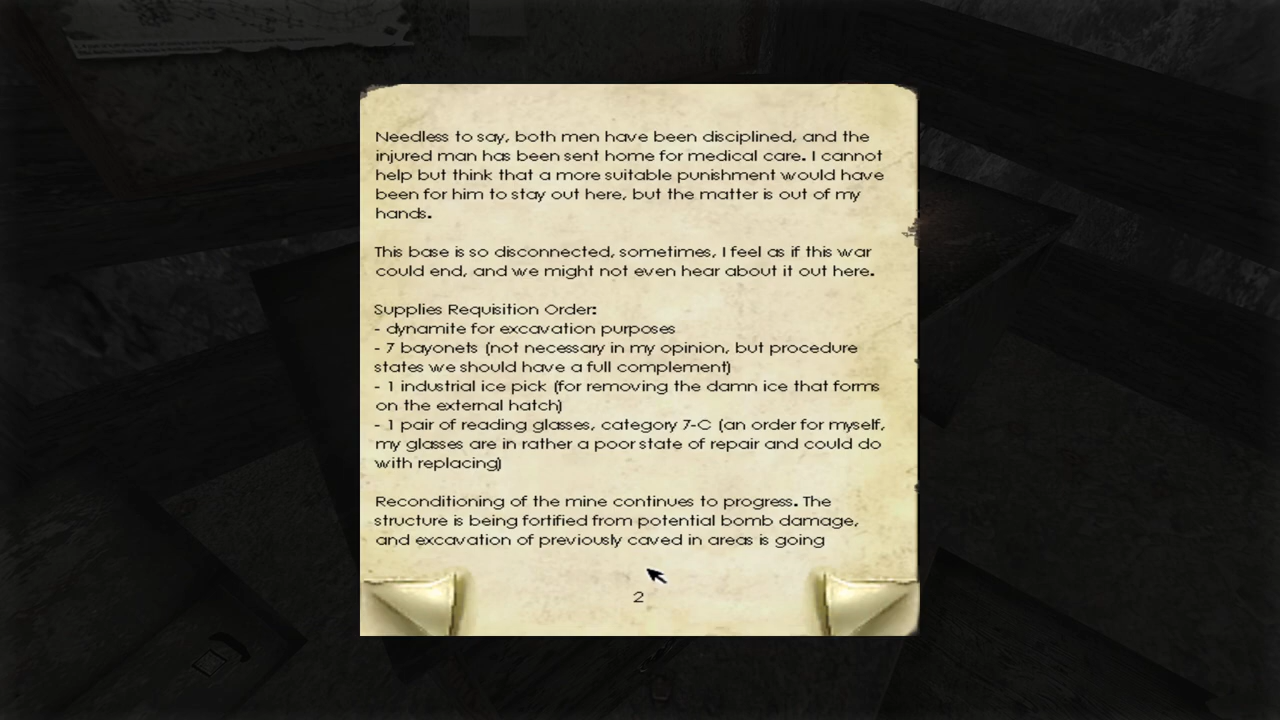 Needless to say, both men have been disciplined, and the
injured man has been sent home for medical care. I cannot
help but think that a more suitable punishment would have
been for him to stay out here, but the matter is out of my
hands.
This base is so disconnected, sometimes, I feel as if this war
could end, and we might not even hear about it out here.
Supplies Requisition Order:
- dynamite for excavation purposes
- 7 bayonets (not necessary in my opinion, but procedure
states we should have a full complement)
- 1 industrial ice pick (for removing the damn ice that forms
on the external hatch)
- 1 pair of reading glasses, category 7-C (an order for myself,
my glasses are in rather a poor state of repair and could do
with replacing)
Reconditioning of the mine continues to progress. The
structure is being fortified from potential bomb damage,
and excavation of previously caved in areas is going
2